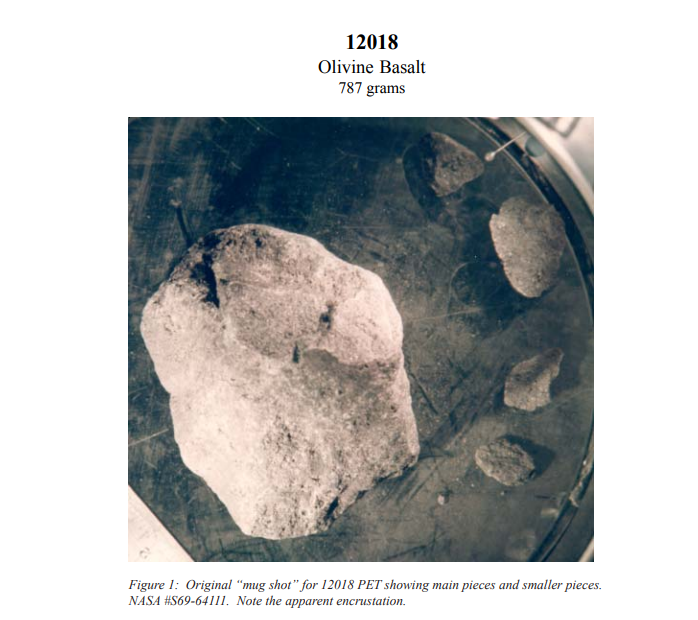 12018
Olivine Basalt
787 grams
Figure 1:  Original “mug shot” for 12018 PET showing main pieces and smaller pieces.
NASA #S69-64111.  Note the apparent encrustation.